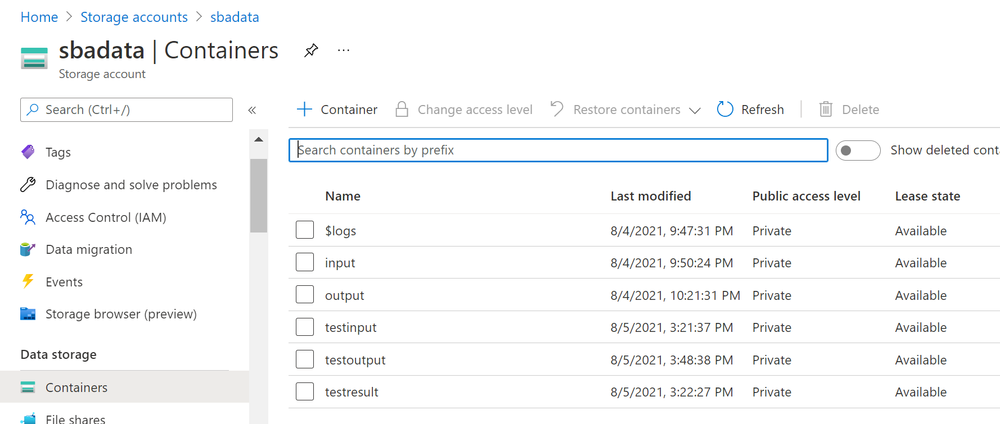 Home > Storage accounts > sbadata
sbadata | Containers
Storage account
Search (Ctrl+/)
Container
Change access level
Restore containers
Refresh
Delete
Tags
Diagnose and solve problems
Access Control (IAM)
Data migration
Events
Storage browser (preview)
Data storage
Containers
File shares
Search containers by prefix
Show deleted cont
Name Last modified Public access level Lease state
$logs 8/4/2021, 9:47:31 PM Private Available
input 8/4/2021, 9:50:24 PM Private Available
output 8/4/2021, 10:21:31 PM Private Available
testinput 8/5/2021, 3:21:37 PM Private Available
testoutput 8/5/2021, 3:48:38 PM Private Available
testresult 8/5/2021, 3:22:27 PM Private Available